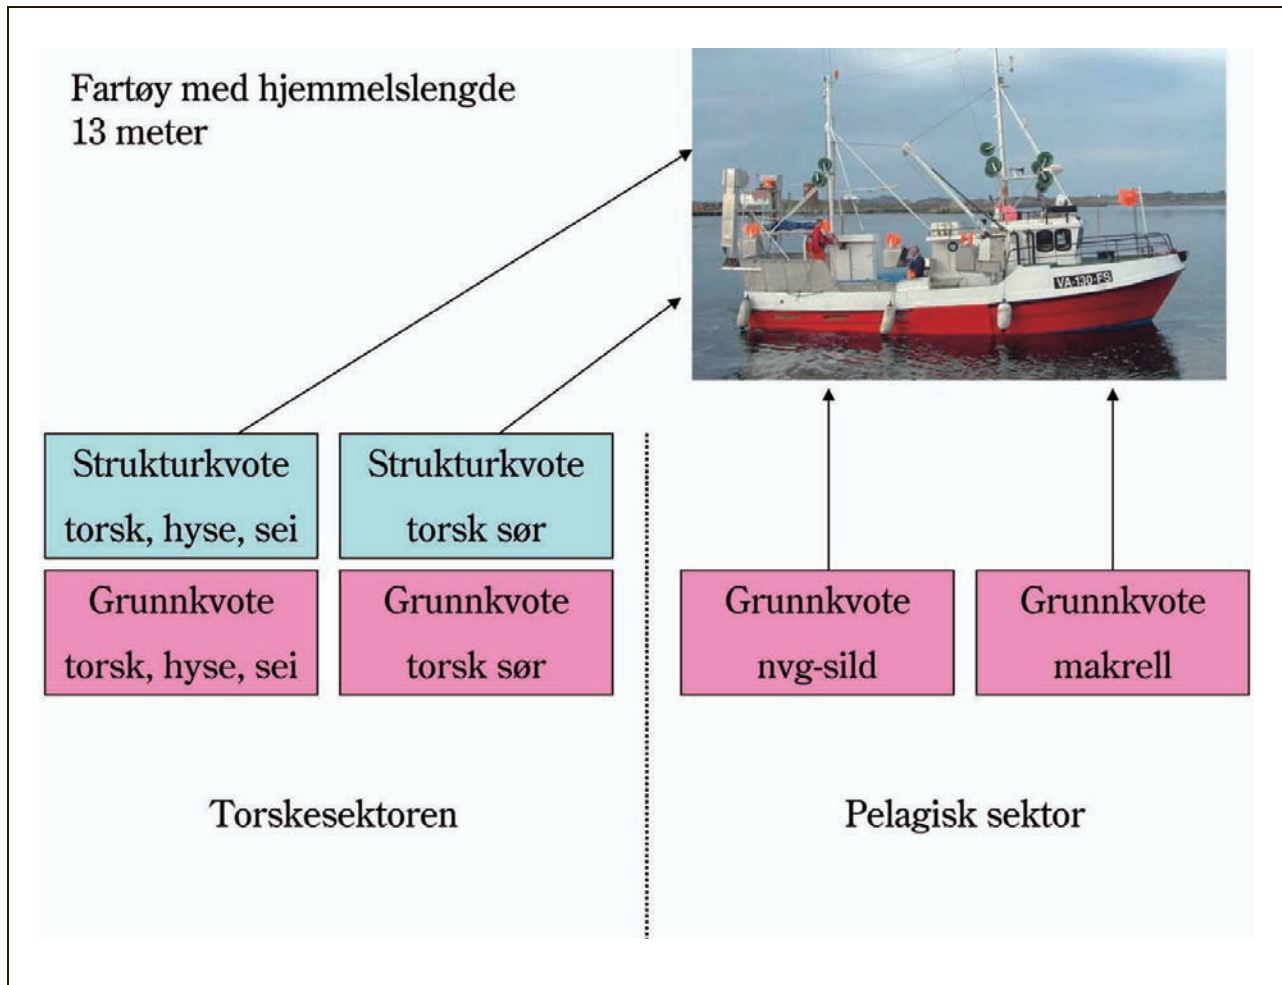 Fartøy med hjemmelslengde
13 meter
VA-130-FS
Strukturkvote
torsk, hyse, sei
Strukturkvote
torsk sør
Grunnkvote
torsk, hyse, sei
Grunnkvote
torsk sør
Grunnkvote
nvg-sild
Grunnkvote
makrell
Torskesektoren
Pelagisk sektor